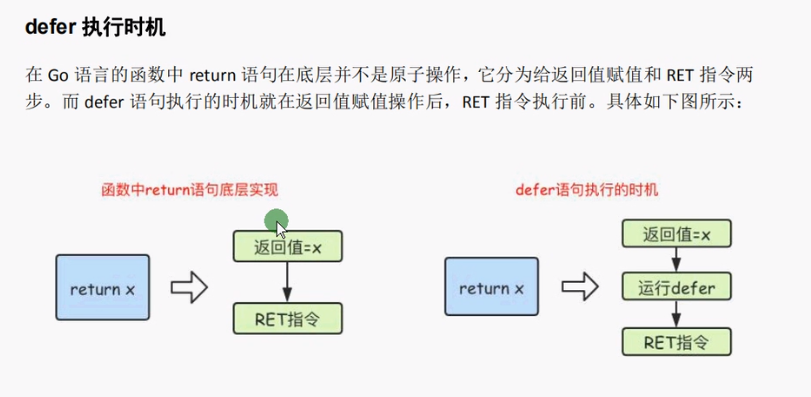 defer 执行时机
在 Go 语言的函数中 return 语句在底层并不是原子操作，它分为给返回值赋值和 RET 指令两
步。而 defer 语句执行的时机就在返回值赋值操作后，RET 指令执行前。具体如下图所示：
函数中return语句底层实现
return x
返回值=x
RET指令
defer语句执行的时机
return x
返回值=x
运行defer
RET指令